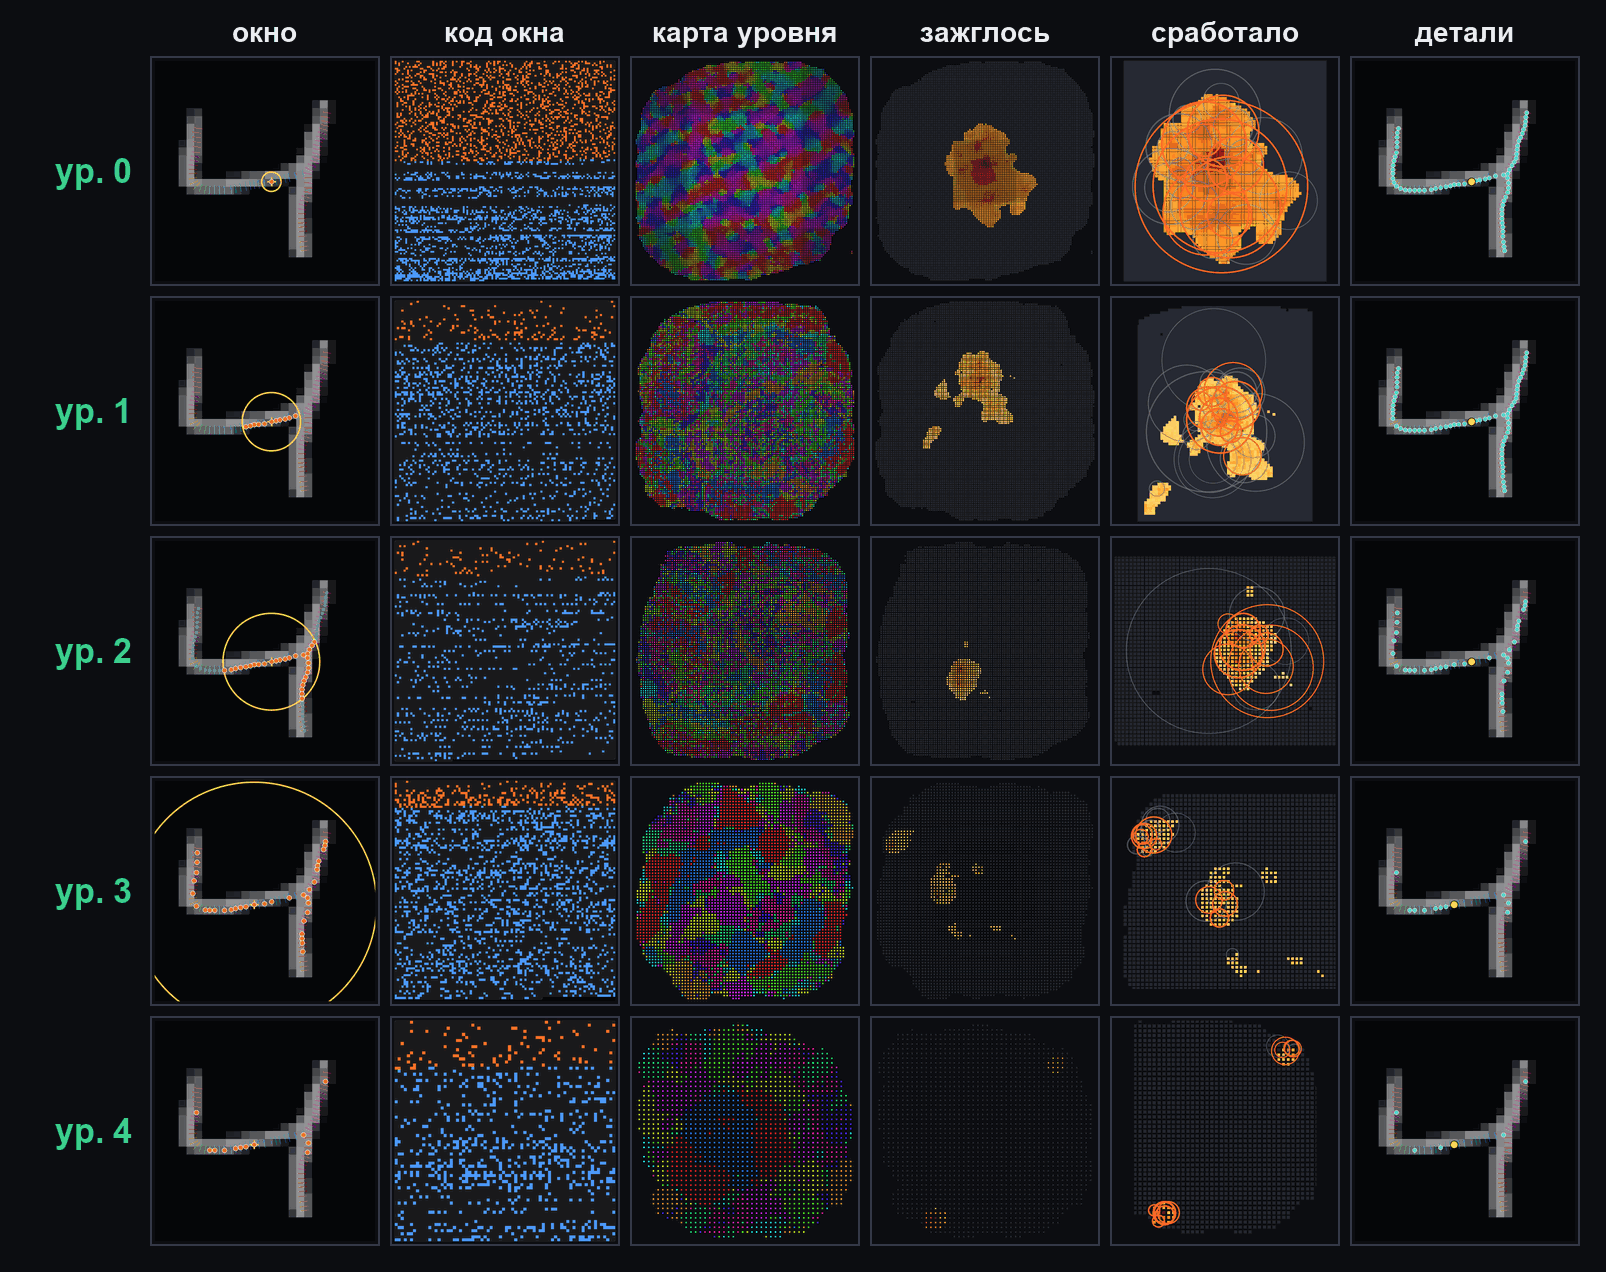 окно код окна карта уровня зажглось сработало детали
ур. 0
ур. 1
ур. 2
ур. 3
ур. 4